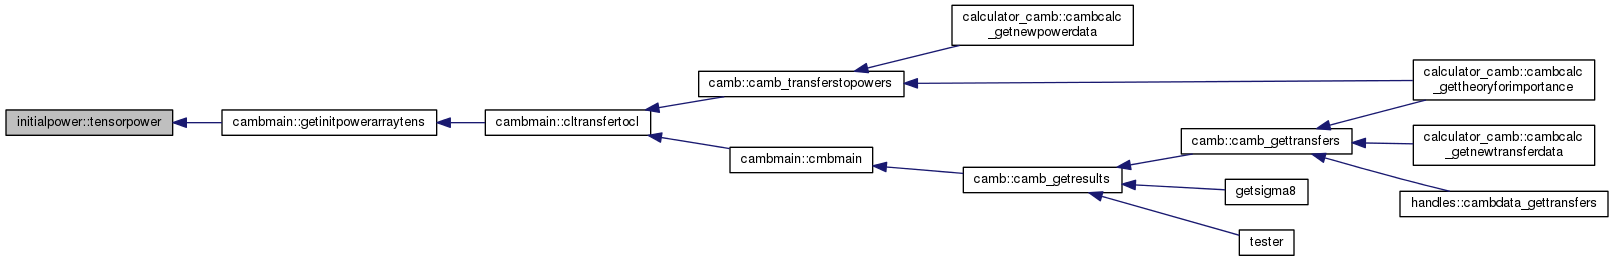 initialpower::tensorpower
cambmain::getinitpowerarraytens
cambmain::cltransfertocl
camb::camb_transferstopowers
calculator_camb::cambcalc
_getnewpowerdata
cambmain::cmbmain
camb::camb_getresults
camb::camb_gettransfers
calculator_camb::cambcalc
_gettheoryforimportance
calculator_camb::cambcalc
_getnewtransferdata
handles::cambdata_gettransfers
getsigma8
tester